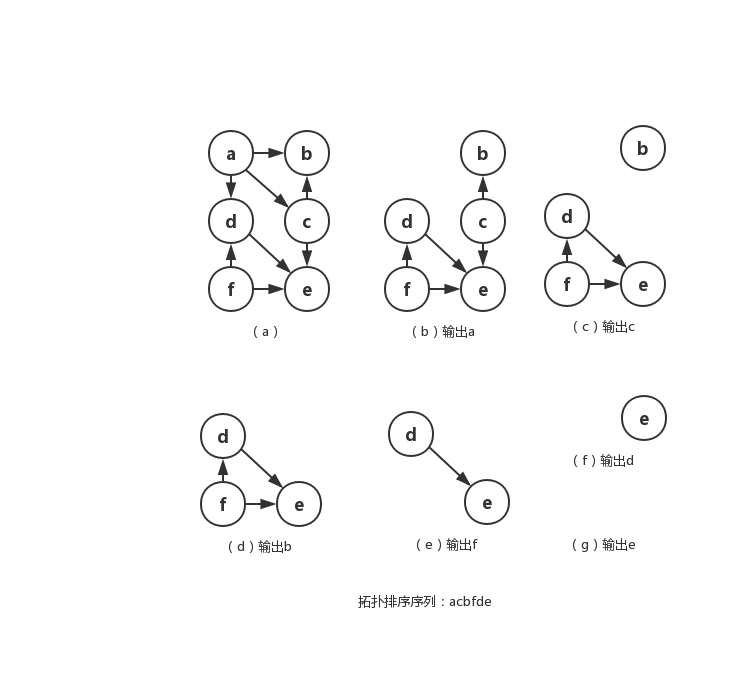 a b
d c
f e
( a )
b
d c
f e
( b ) 输出a
b
d
f e
( c ) 输出c
d
f e
( d ) 输出b
d
e
( e ) 输出f
e
( f ) 输出d
( g ) 输出e
拓扑排序序列：acbfde